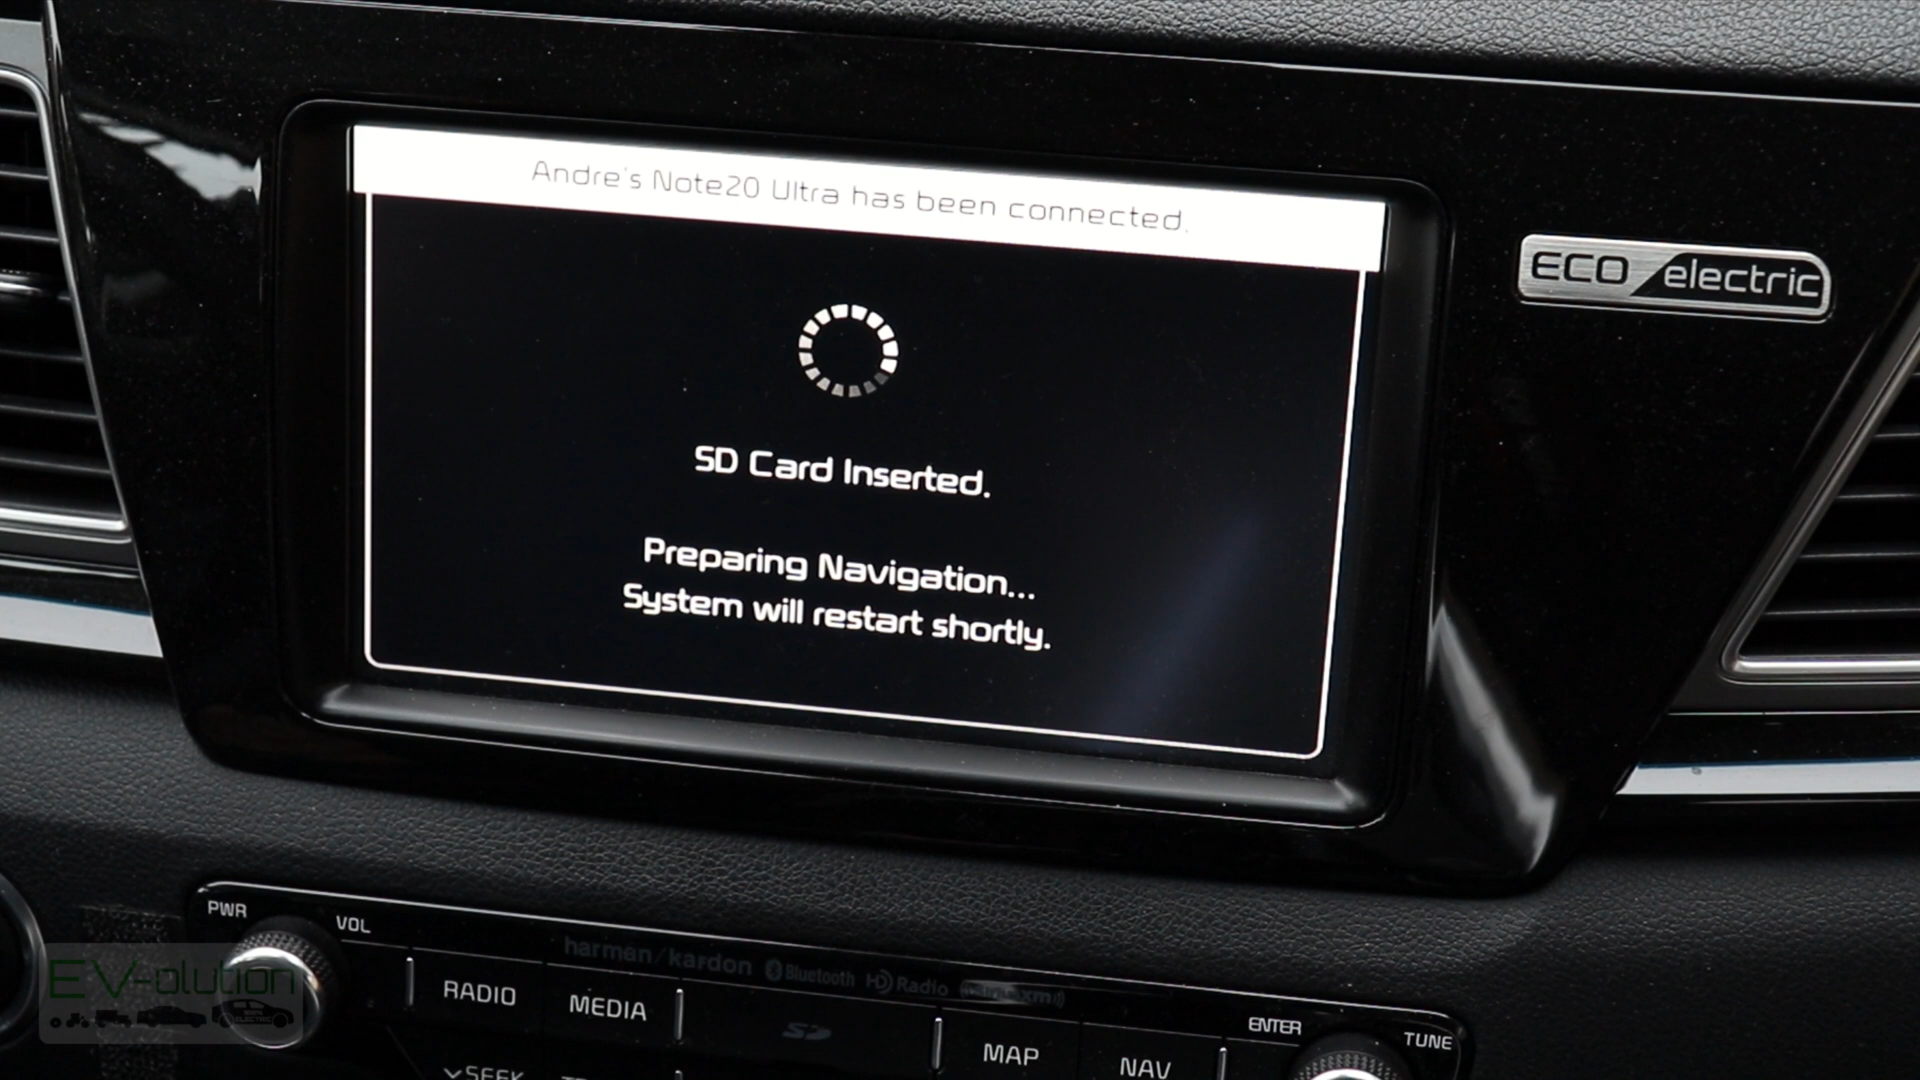 Andre's Note20 Ultra has been connected.
ECO electric
SD Card Inserted.
Preparing Navigation...
System will restart shortly.
PWR
VOL
harman/kardon Bluetooth HD Radio
RADIO
MEDIA
SD
MAP
NAV
ENTER
TUNE
SEEK
EV-olution